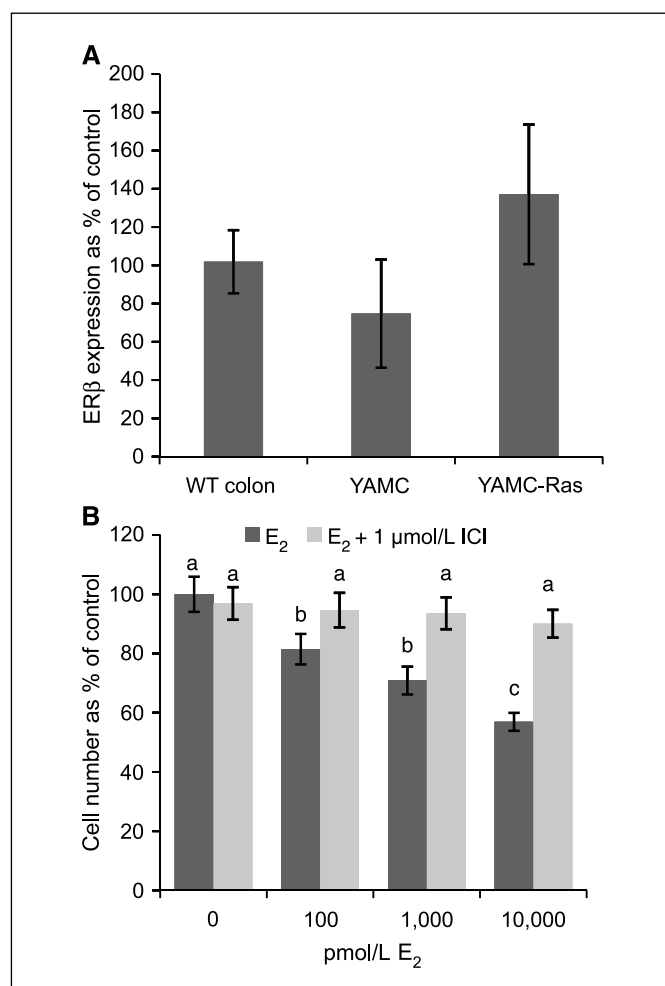 A
ERβ expression as % of control
200
180
160
140
120
100
80
60
40
20
0
WT colon YAMC YAMC-Ras
B
E₂ E₂ + 1 μmol/L ICI
Cell number as % of control
120
100
80
60
40
20
0
a a b a b a c a
0 100 1,000 10,000
pmol/L E₂